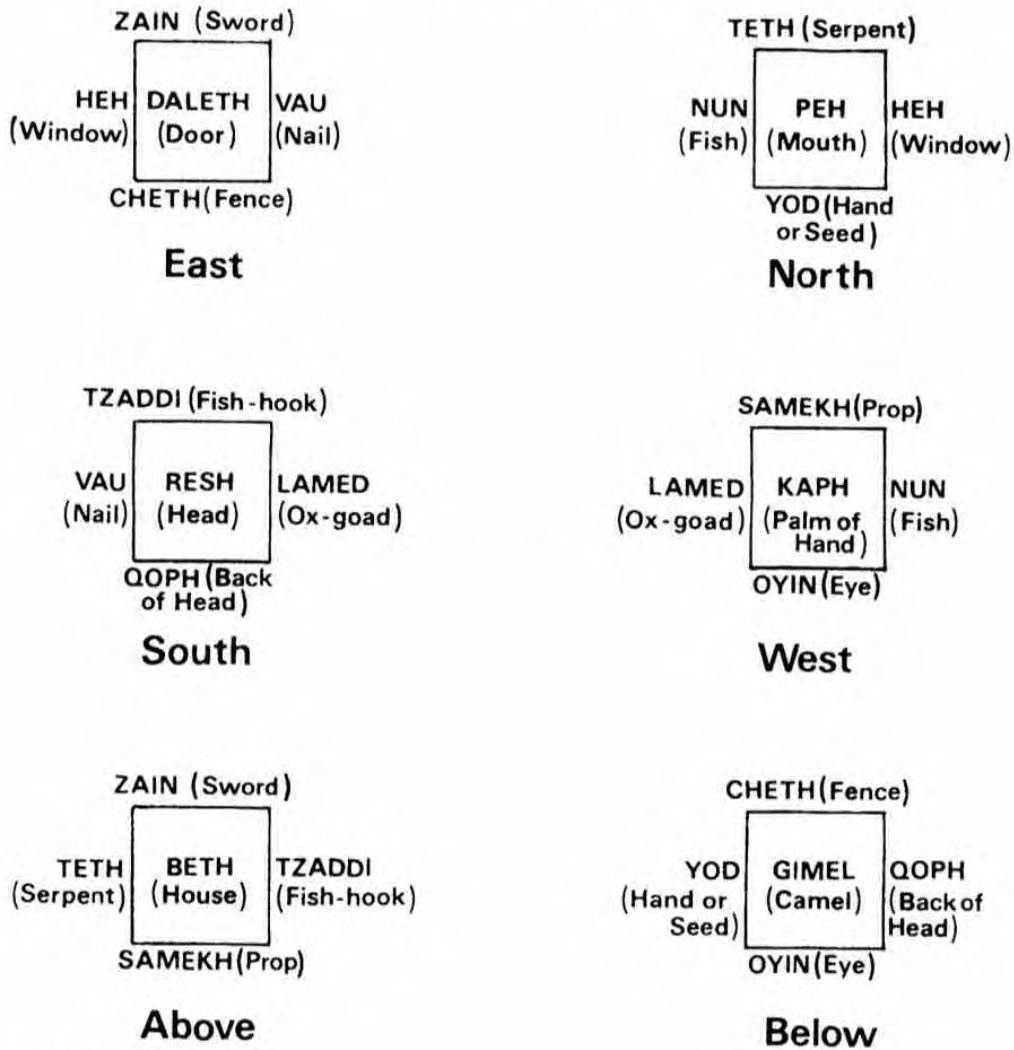 ZAIN (Sword)
HEH DALETH VAU
(Window) (Door) (Nail)
CHETH (Fence)
East
TETH (Serpent)
NUN PEH HEH
(Fish) (Mouth) (Window)
YOD (Hand
or Seed)
North
TZADDI (Fish-hook)
VAU RESH LAMED
(Nail) (Head) (Ox-goad)
QOPH (Back
of Head)
South
SAMEKH (Prop)
LAMED KAPH NUN
(Ox-goad) (Palm of (Fish)
Hand)
OYIN (Eye)
West
ZAIN (Sword)
TETH BETH TZADDI
(Serpent) (House) (Fish-hook)
SAMEKH (Prop)
Above
CHETH (Fence)
YOD GIMEL QOPH
(Hand or (Camel) (Back of
Seed) Head)
OYIN (Eye)
Below